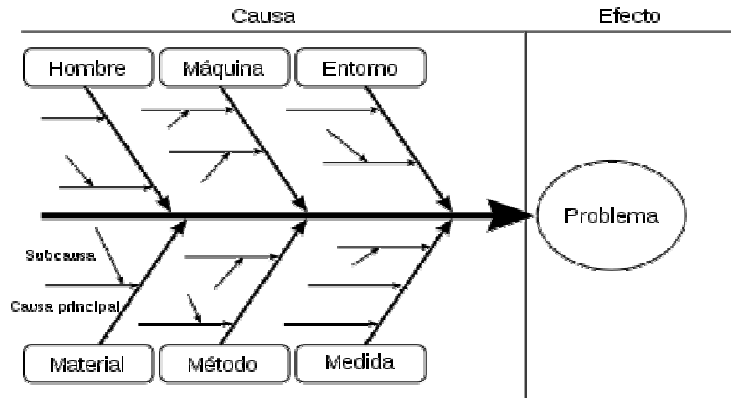 Causa
Efecto
Hombre
Máquina
Entorno
Problema
Subcausa
Causa principal
Material
Método
Medida